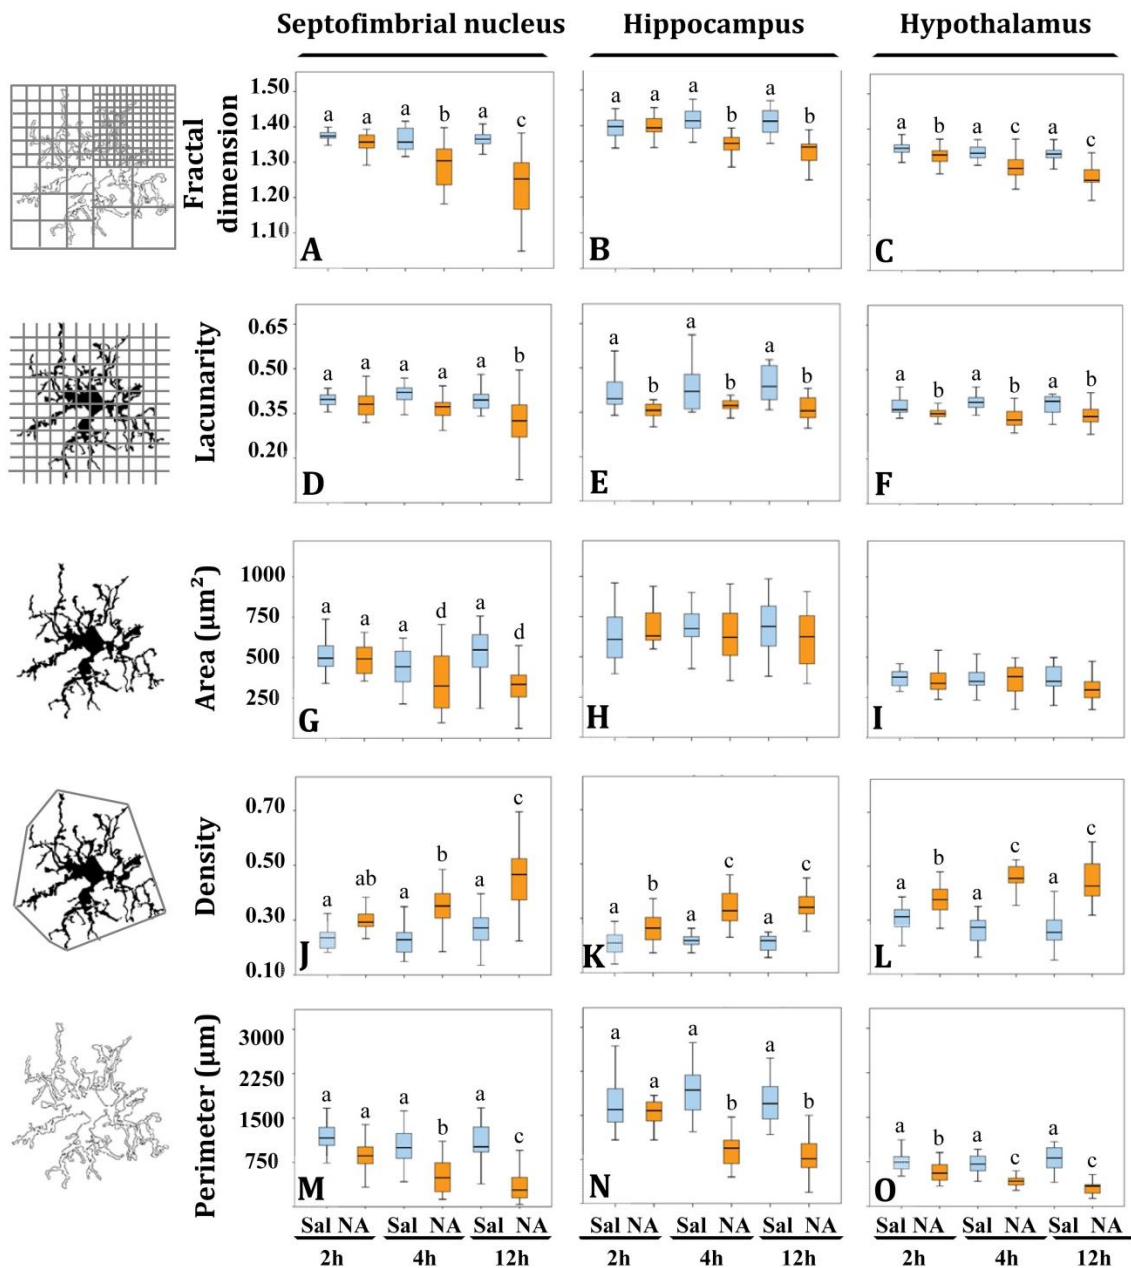 Septofimbrial nucleus Hippocampus Hypothalamus
Fractal dimension
1.50
1.40
1.30
1.20
1.10
a a a b a c
A
a a a b a b
B
a b a c a c
C
Lacunarity
0.65
0.50
0.35
0.20
a a a a a b
D
a b a b a b
E
a b a b a b
F
Area (µm²)
1000
750
500
250
a a a d a d
G
H
I
Density
0.70
0.50
0.30
0.10
a ab a b a c
J
a b a c a c
K
a b a c a c
L
Perimeter (µm)
3000
2250
1500
750
a a a b a c
M
a a a b a b
N
a b a c a c
O
Sal NA Sal NA Sal NA Sal NA Sal NA Sal NA Sal NA Sal NA Sal NA
2h 4h 12h 2h 4h 12h 2h 4h 12h